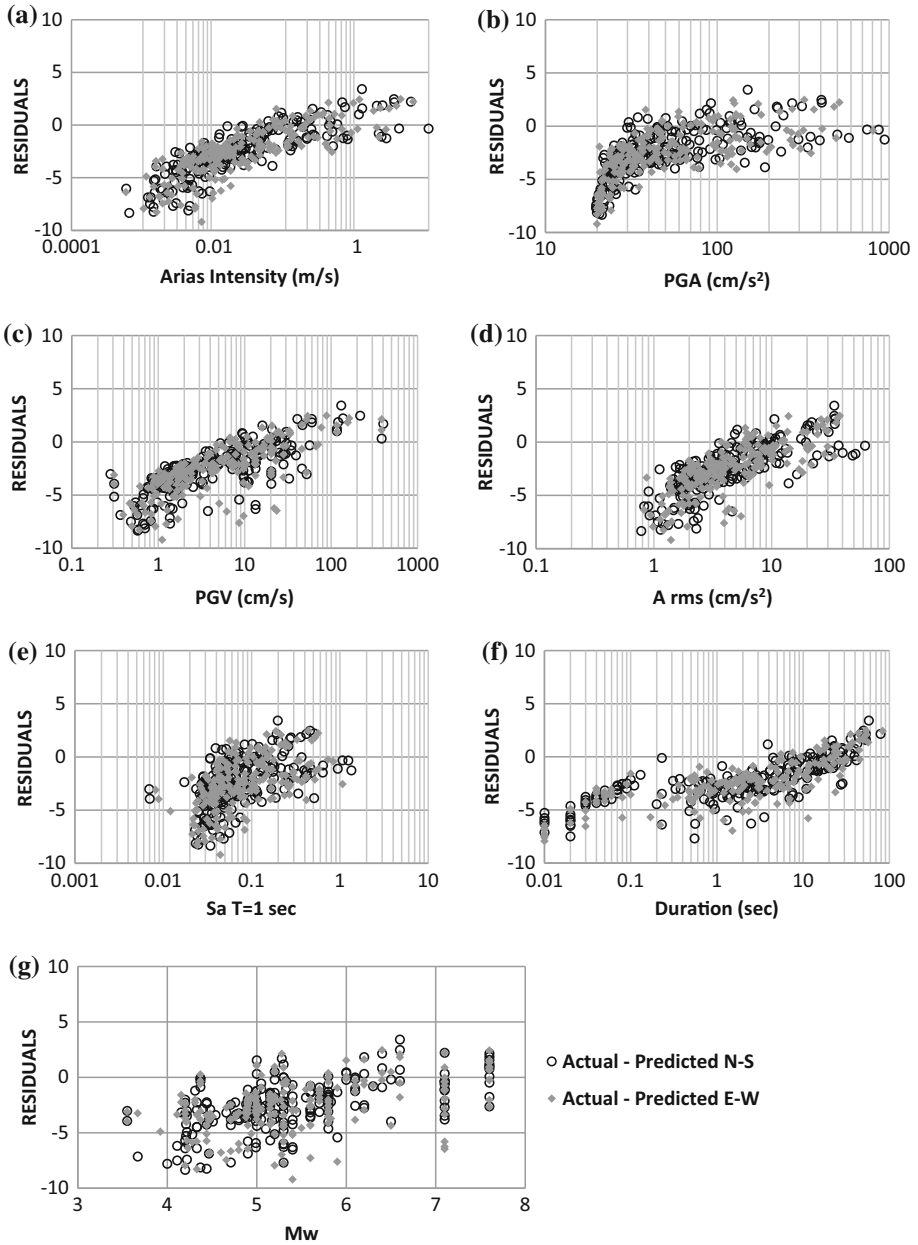 (a)
10
5
0
-5
-10
RESIDUALS
0.0001 0.01 1
Arias Intensity (m/s)
(b)
10
5
0
-5
-10
RESIDUALS
10 100 1000
PGA (cm/s²)
(c)
10
5
0
-5
-10
RESIDUALS
0.1 1 10 100 1000
PGV (cm/s)
(d)
10
5
0
-5
-10
RESIDUALS
0.1 1 10 100
A rms (cm/s²)
(e)
10
5
0
-5
-10
RESIDUALS
0.001 0.01 0.1 1 10
Sa T=1 sec
(f)
10
5
0
-5
-10
RESIDUALS
0.01 0.1 1 10 100
Duration (sec)
(g)
10
5
0
-5
-10
RESIDUALS
3 4 5 6 7 8
Mw
Actual - Predicted N-S
Actual - Predicted E-W